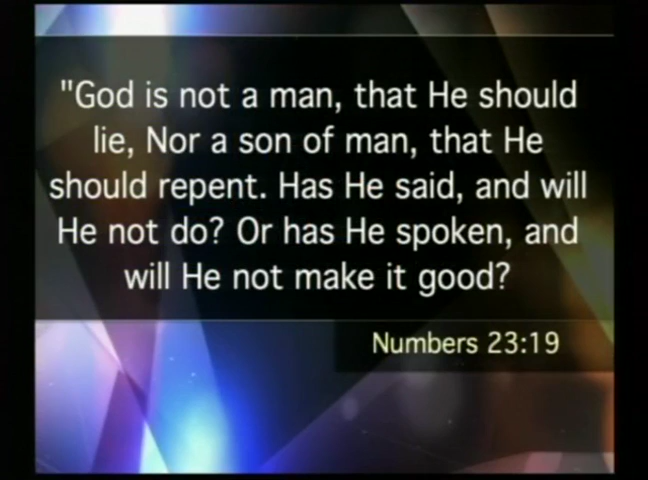 "God is not a man, that He should
lie, Nor a son of man, that He
should repent. Has He said, and will
He not do? Or has He spoken, and
will He not make it good?
Numbers 23:19